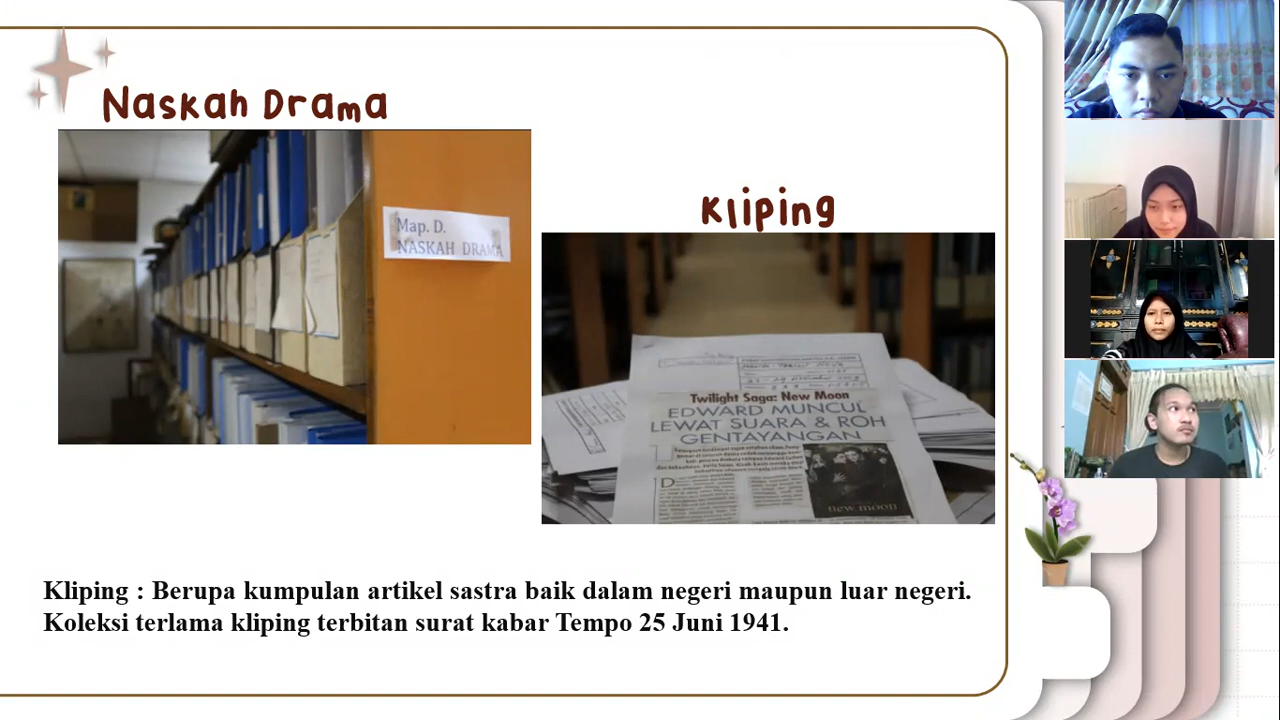 Naskah Drama
Map. D.
NASKAH DRAMA
Kliping
Twilight Saga: New Moon
EDWARD MUNCUL
LEWAT SUARA & ROH
GENTAYANGAN
new moon
Kliping : Berupa kumpulan artikel sastra baik dalam negeri maupun luar negeri.
Koleksi terlama kliping terbitan surat kabar Tempo 25 Juni 1941.